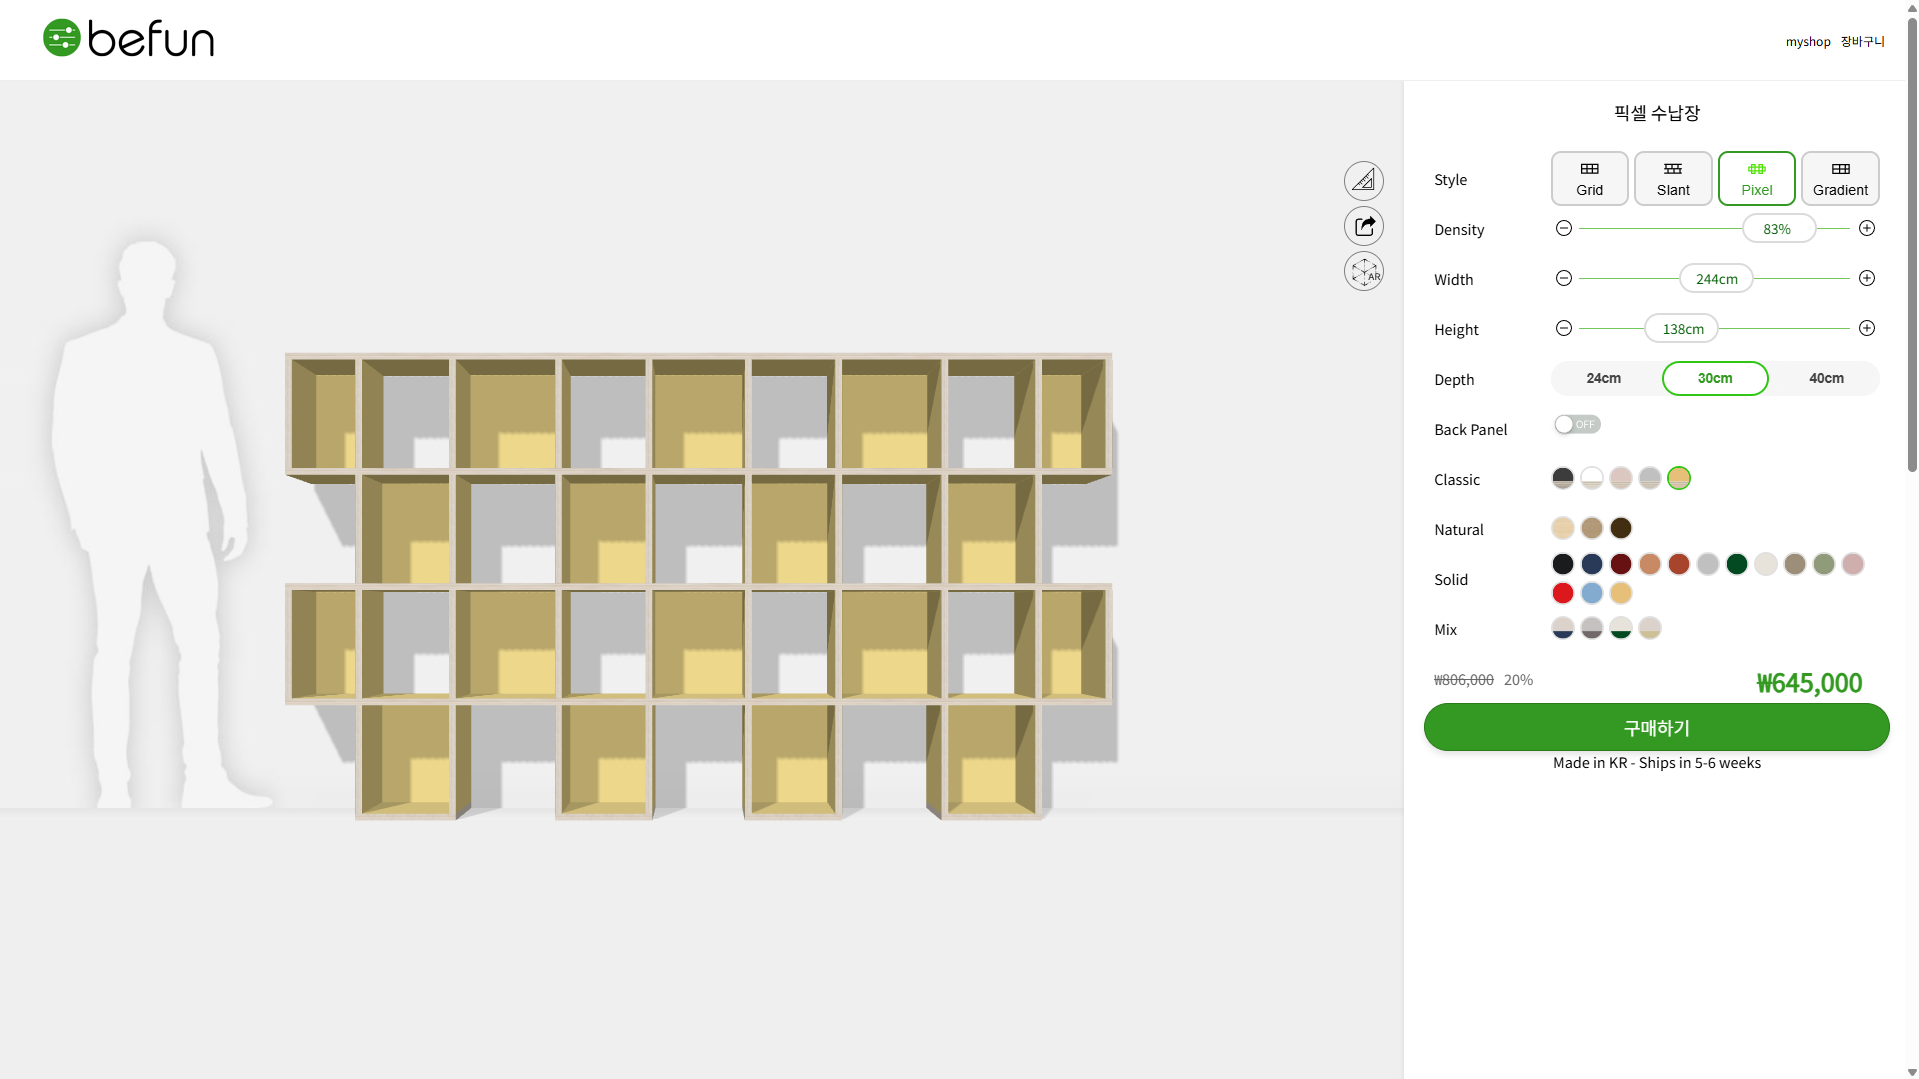 befun
myshop 장바구니
픽셀 수납장
Style
Grid
Slant
Pixel
Gradient
Density
83%
Width
244cm
Height
138cm
Depth
24cm
30cm
40cm
Back Panel
OFF
Classic
Natural
Solid
Mix
AR
₩806,000 20%
₩645,000
구매하기
Made in KR - Ships in 5-6 weeks